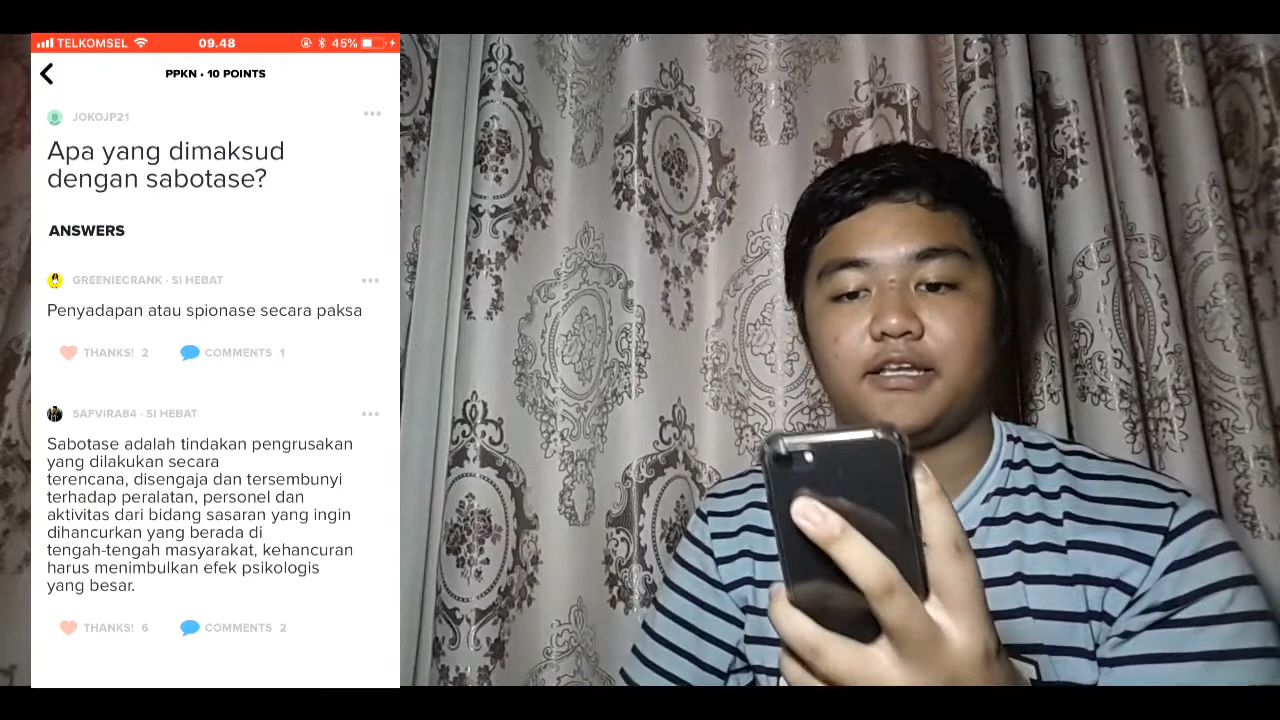 TELKOMSEL
09.48
45%
PPKN • 10 POINTS
JOKOJP21
Apa yang dimaksud
dengan sabotase?
ANSWERS
GREENIECRANK · SI HEBAT
Penyadapan atau spionase secara paksa
THANKS! 2
COMMENTS 1
SAFVIRA84 · SI HEBAT
Sabotase adalah tindakan pengrusakan
yang dilakukan secara
terencana, disengaja dan tersembunyi
terhadap peralatan, personel dan
aktivitas dari bidang sasaran yang ingin
dihancurkan yang berada di
tengah-tengah masyarakat, kehancuran
harus menimbulkan efek psikologis
yang besar.
THANKS! 6
COMMENTS 2